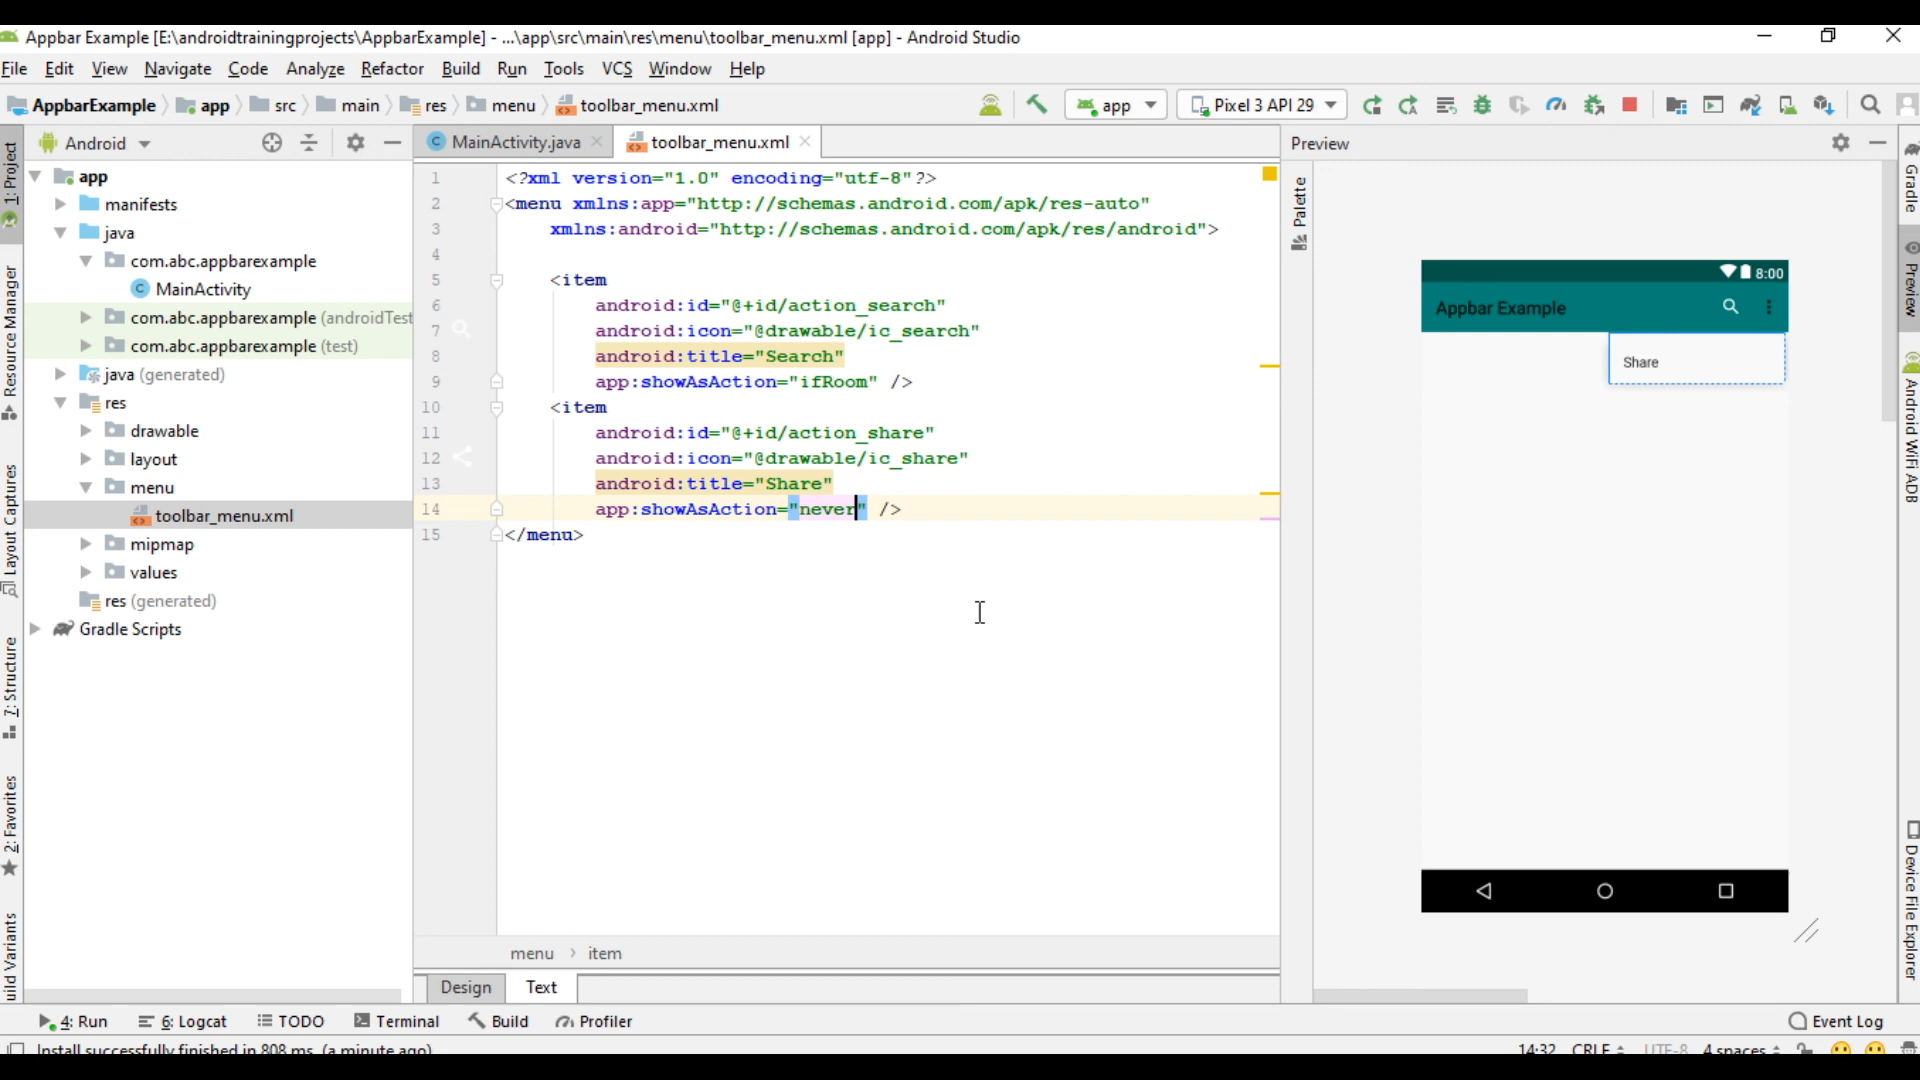 Appbar Example [E:\androidtrainingprojects\AppbarExample] - ...\app\src\main\res\menu\toolbar_menu.xml [app] - Android Studio
File Edit View Navigate Code Analyze Refactor Build Run Tools VCS Window Help
AppbarExample app src main res menu toolbar_menu.xml app Pixel 3 API 29
1: Project
Resource Manager
Layout Captures
7: Structure
2: Favorites
uild Variants
Android
app
manifests
java
com.abc.appbarexample
MainActivity
com.abc.appbarexample (androidTest
com.abc.appbarexample (test)
java (generated)
res
drawable
layout
menu
toolbar_menu.xml
mipmap
values
res (generated)
Gradle Scripts
MainActivity.java toolbar_menu.xml
1 <?xml version="1.0" encoding="utf-8"?>
2 <menu xmlns:app="http://schemas.android.com/apk/res-auto"
3 xmlns:android="http://schemas.android.com/apk/res/android">
4
5 <item
6 android:id="@+id/action_search"
7 android:icon="@drawable/ic_search"
8 android:title="Search"
9 app:showAsAction="ifRoom" />
10 <item
11 android:id="@+id/action_share"
12 android:icon="@drawable/ic_share"
13 android:title="Share"
14 app:showAsAction="never" />
15 </menu>
menu item
Design Text
Preview
Palette
8:00
Appbar Example
Share
Gradle
Preview
Android WiFi ADB
Device File Explorer
4: Run 6: Logcat TODO Terminal Build Profiler Event Log
Install successfully finished in 808 ms. (a minute ago) 14:32 CRLF UTF-8 4 spaces